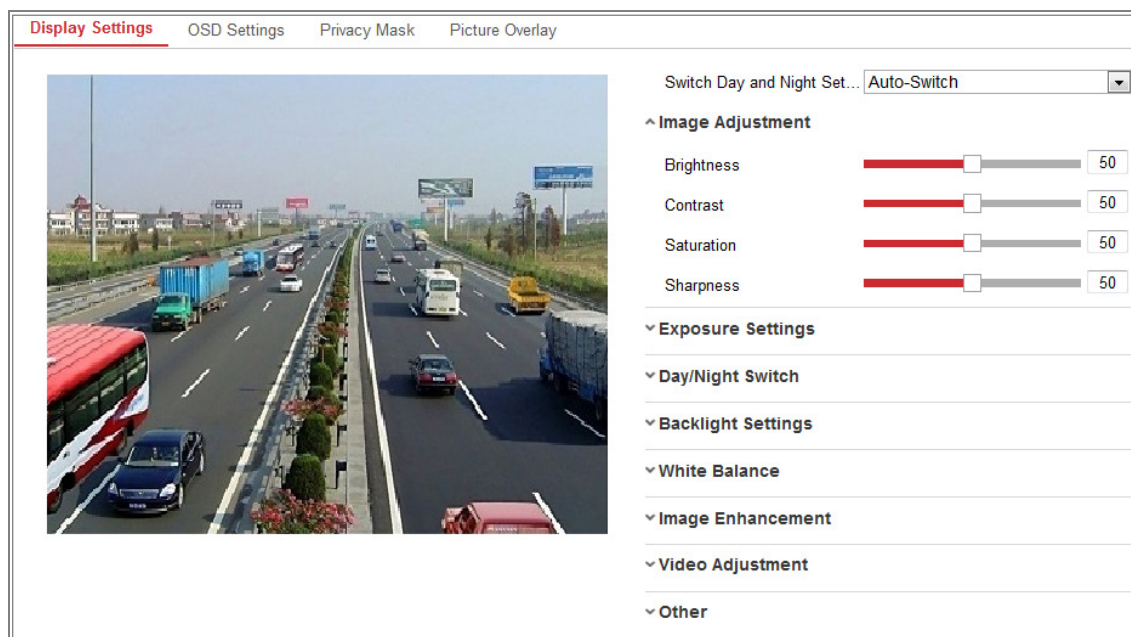 Display Settings OSD Settings Privacy Mask Picture Overlay
Switch Day and Night Set... Auto-Switch
Image Adjustment
Brightness 50
Contrast 50
Saturation 50
Sharpness 50
Exposure Settings
Day/Night Switch
Backlight Settings
White Balance
Image Enhancement
Video Adjustment
Other